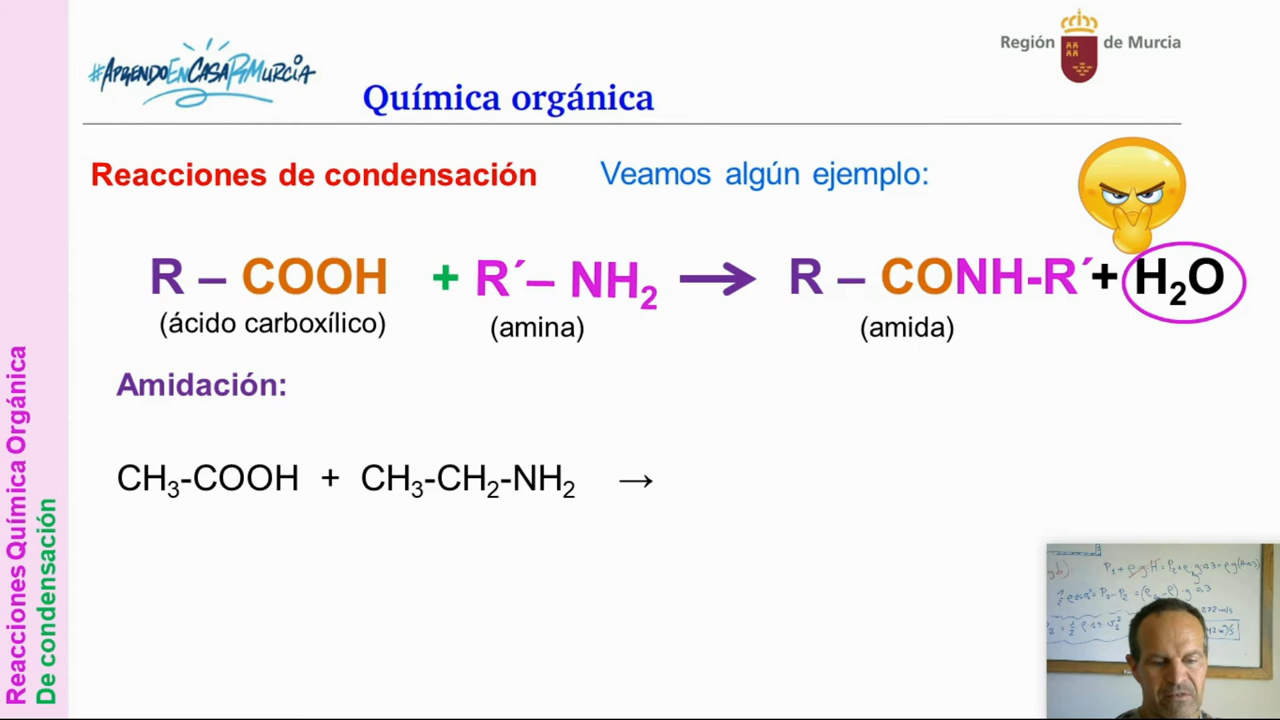 #AprendoEnCasaRMurcia
Región de Murcia
Química orgánica
Reacciones de condensación Veamos algún ejemplo:
R – COOH + R´– NH₂ → R – CONH-R´+ H₂O
(ácido carboxílico) (amina) (amida)
Amidación:
CH₃-COOH + CH₃-CH₂-NH₂ →
Reacciones Química Orgánica
De condensación